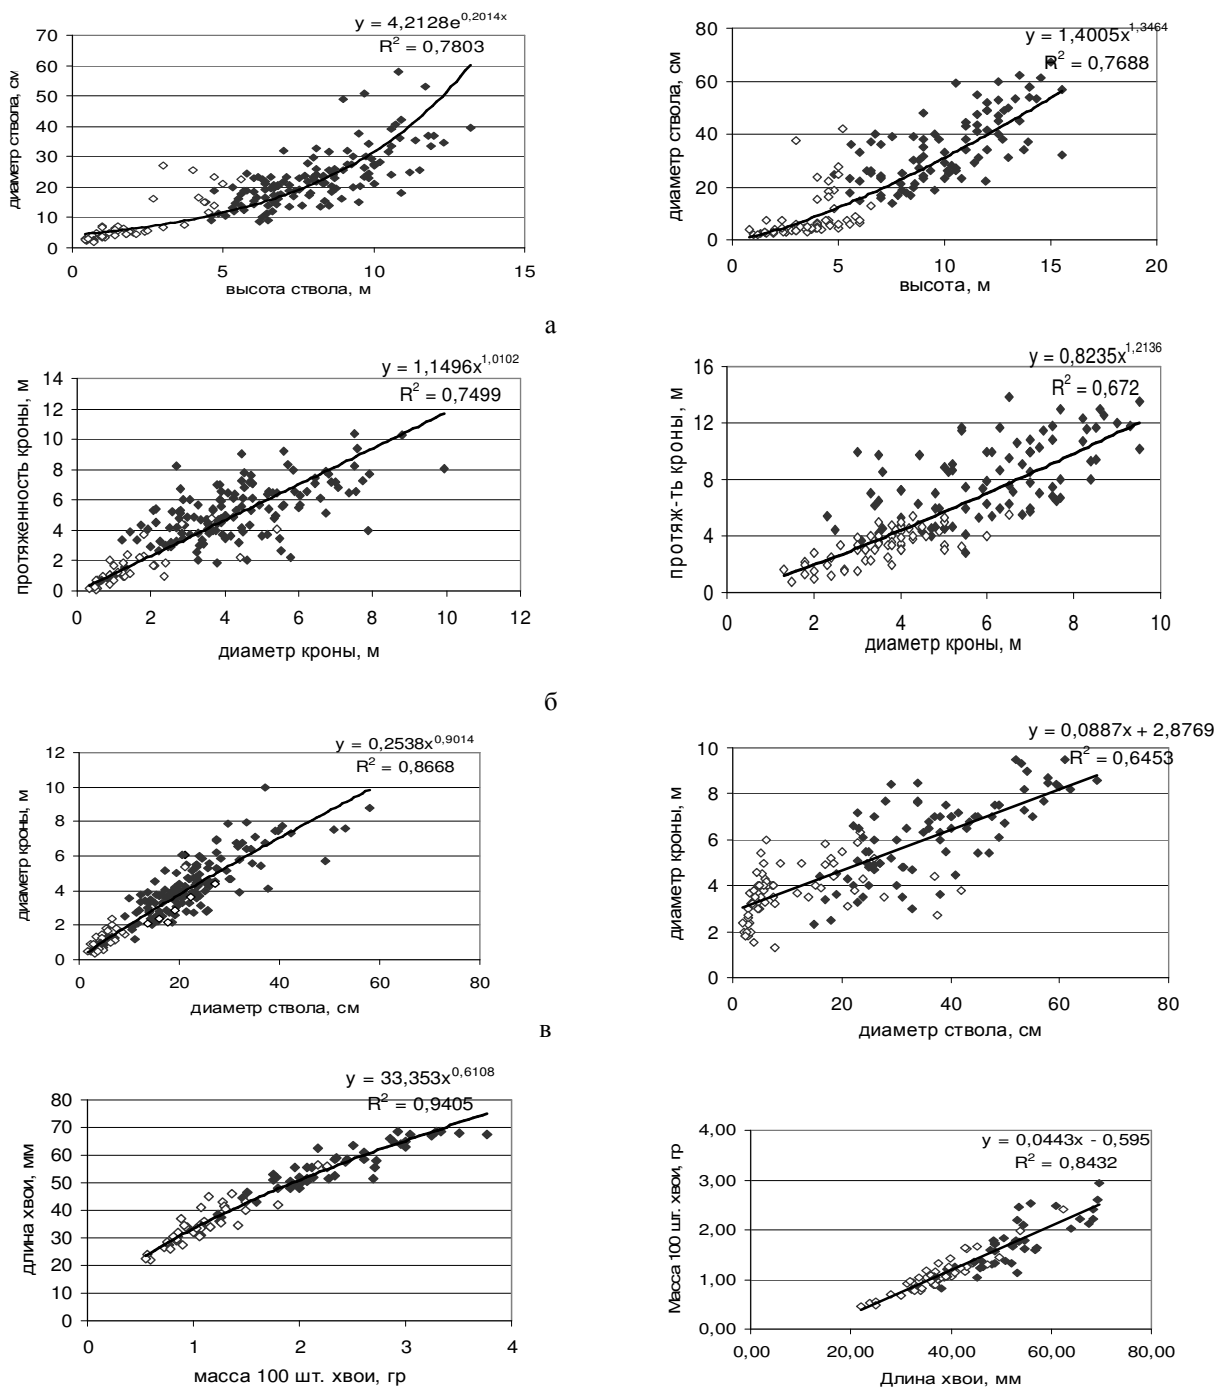 y = 4,2128e^0,2014x
R² = 0,7803
70
60
50
40
30
20
10
0
0 5 10 15
диаметр ствола, см
высота ствола, м
y = 1,4005x^1,3464
R² = 0,7688
80
60
40
20
0
0 5 10 15 20
диаметр ствола, см
высота, м
а
y = 1,1496x^1,0102
R² = 0,7499
14
12
10
8
6
4
2
0
0 2 4 6 8 10 12
протяженность кроны, м
диаметр кроны, м
y = 0,8235x^1,2136
R² = 0,672
16
12
8
4
0
0 2 4 6 8 10
протяж-ть кроны, м
диаметр кроны, м
б
y = 0,2538x^0,9014
R² = 0,8668
12
10
8
6
4
2
0
0 20 40 60 80
диаметр кроны, м
диаметр ствола, см
y = 0,0887x + 2,8769
R² = 0,6453
10
8
6
4
2
0
0 20 40 60 80
диаметр кроны, м
диаметр ствола, см
в
y = 33,353x^0,6108
R² = 0,9405
80
70
60
50
40
30
20
10
0
0 1 2 3 4
длина хвои, мм
масса 100 шт. хвои, гр
y = 0,0443x - 0,595
R² = 0,8432
4,00
3,00
2,00
1,00
0,00
0,00 20,00 40,00 60,00 80,00
Масса 100 шт. хвои, гр
Длина хвои, мм